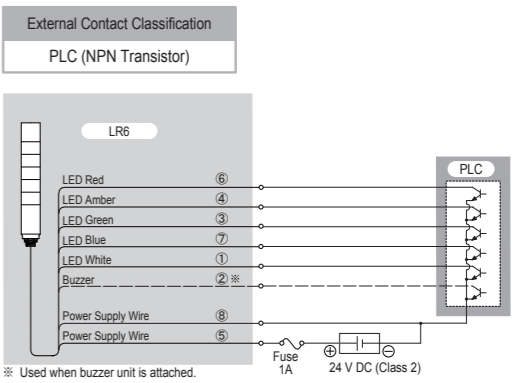 External Contact Classification
PLC (NPN Transistor)
LR6
PLC
LED Red ⑥
LED Amber ④
LED Green ③
LED Blue ⑦
LED White ①
Buzzer ②※
Power Supply Wire ⑧
Power Supply Wire ⑤
Fuse
1A
⊕ ⊖
24 V DC (Class 2)
※ Used when buzzer unit is attached.